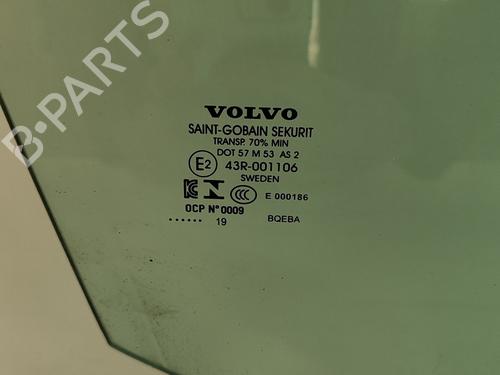 B-PARTS
VOLVO
SAINT-GOBAIN SEKURIT
TRANSP. 70% MIN
DOT 57 M 53 AS 2
E2 43R-001106
SWEDEN
CCC E 000186
OCP N°0009
...... 19 BQEBA